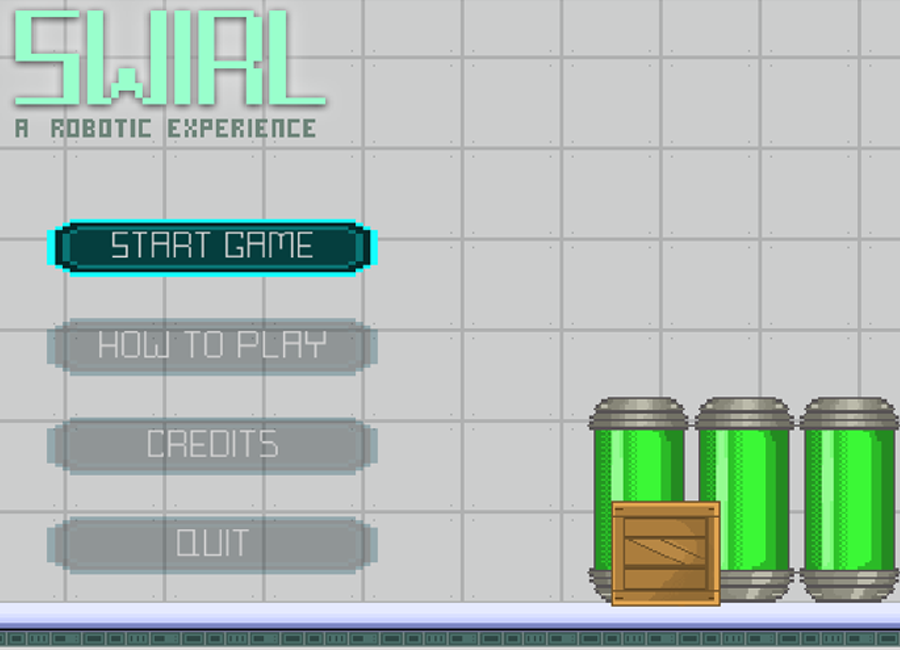 SWIRL
A ROBOTIC EXPERIENCE
START GAME
HOW TO PLAY
CREDITS
QUIT